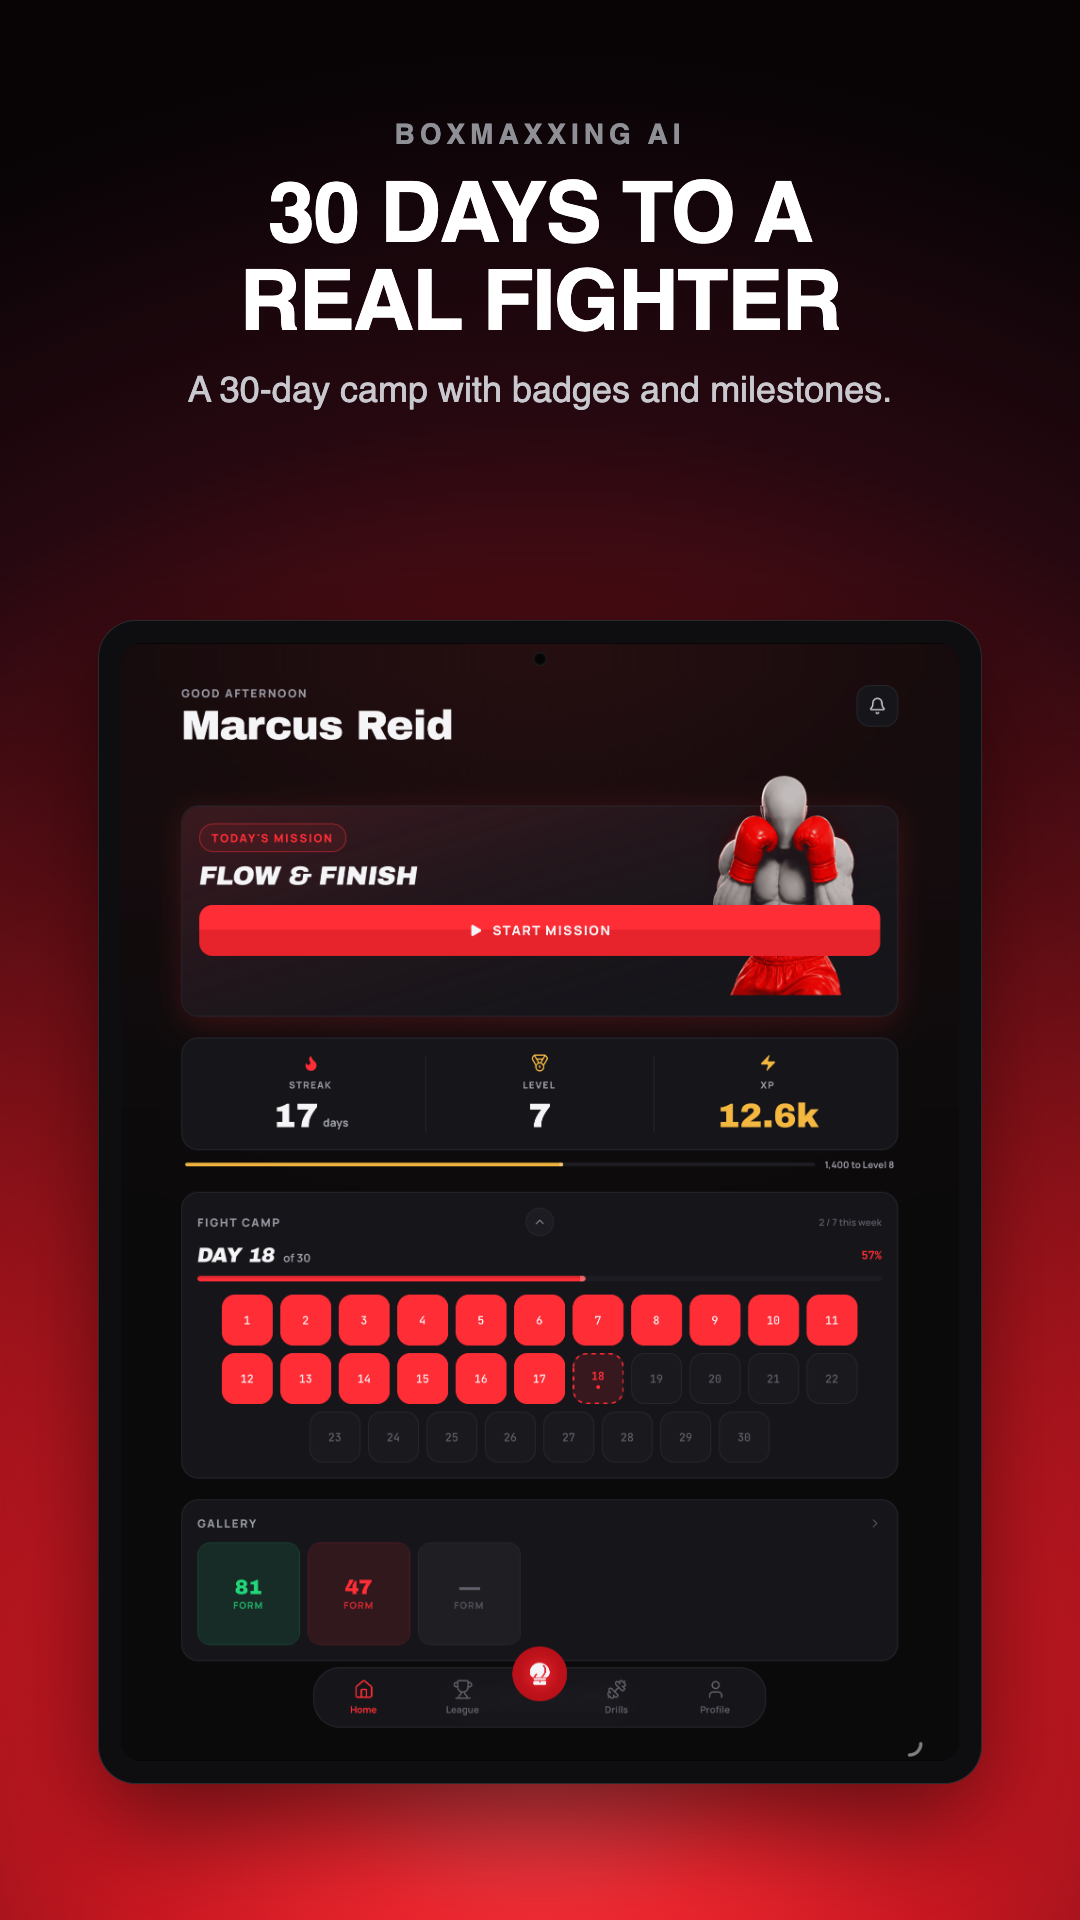 BOXMAXXING AI
30 DAYS TO A
REAL FIGHTER
A 30-day camp with badges and milestones.
GOOD AFTERNOON
Marcus Reid
TODAY'S MISSION
FLOW & FINISH
START MISSION
STREAK
17 days
LEVEL
7
XP
12.6k
1,400 to Level 8
FIGHT CAMP
2 / 7 this week
DAY 18 of 30
57%
1 2 3 4 5 6 7 8 9 10 11
12 13 14 15 16 17 18 19 20 21 22
23 24 25 26 27 28 29 30
GALLERY
81
FORM
47
FORM
—
FORM
Home
League
Drills
Profile